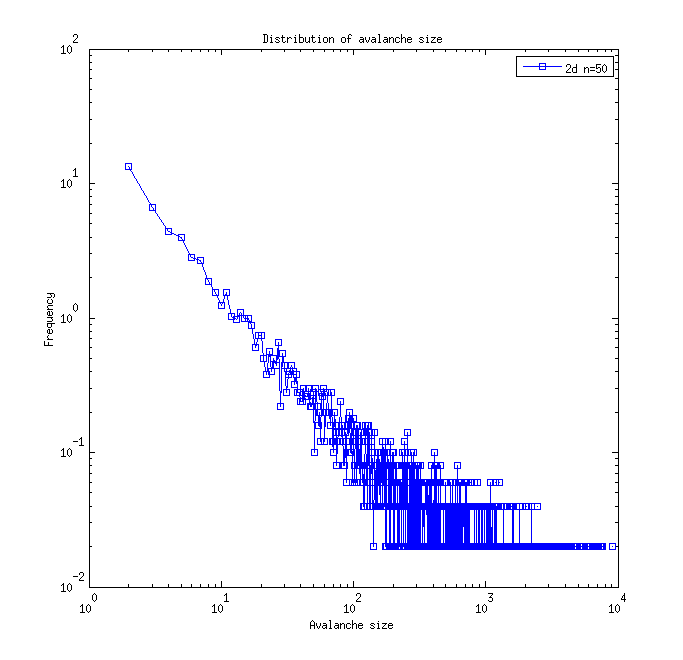 Distribution of avalanche size
10^2
2d n=50
10^1
10^0
Frequency
10^-1
10^-2
10^0 10^1 10^2 10^3 10^4
Avalanche size